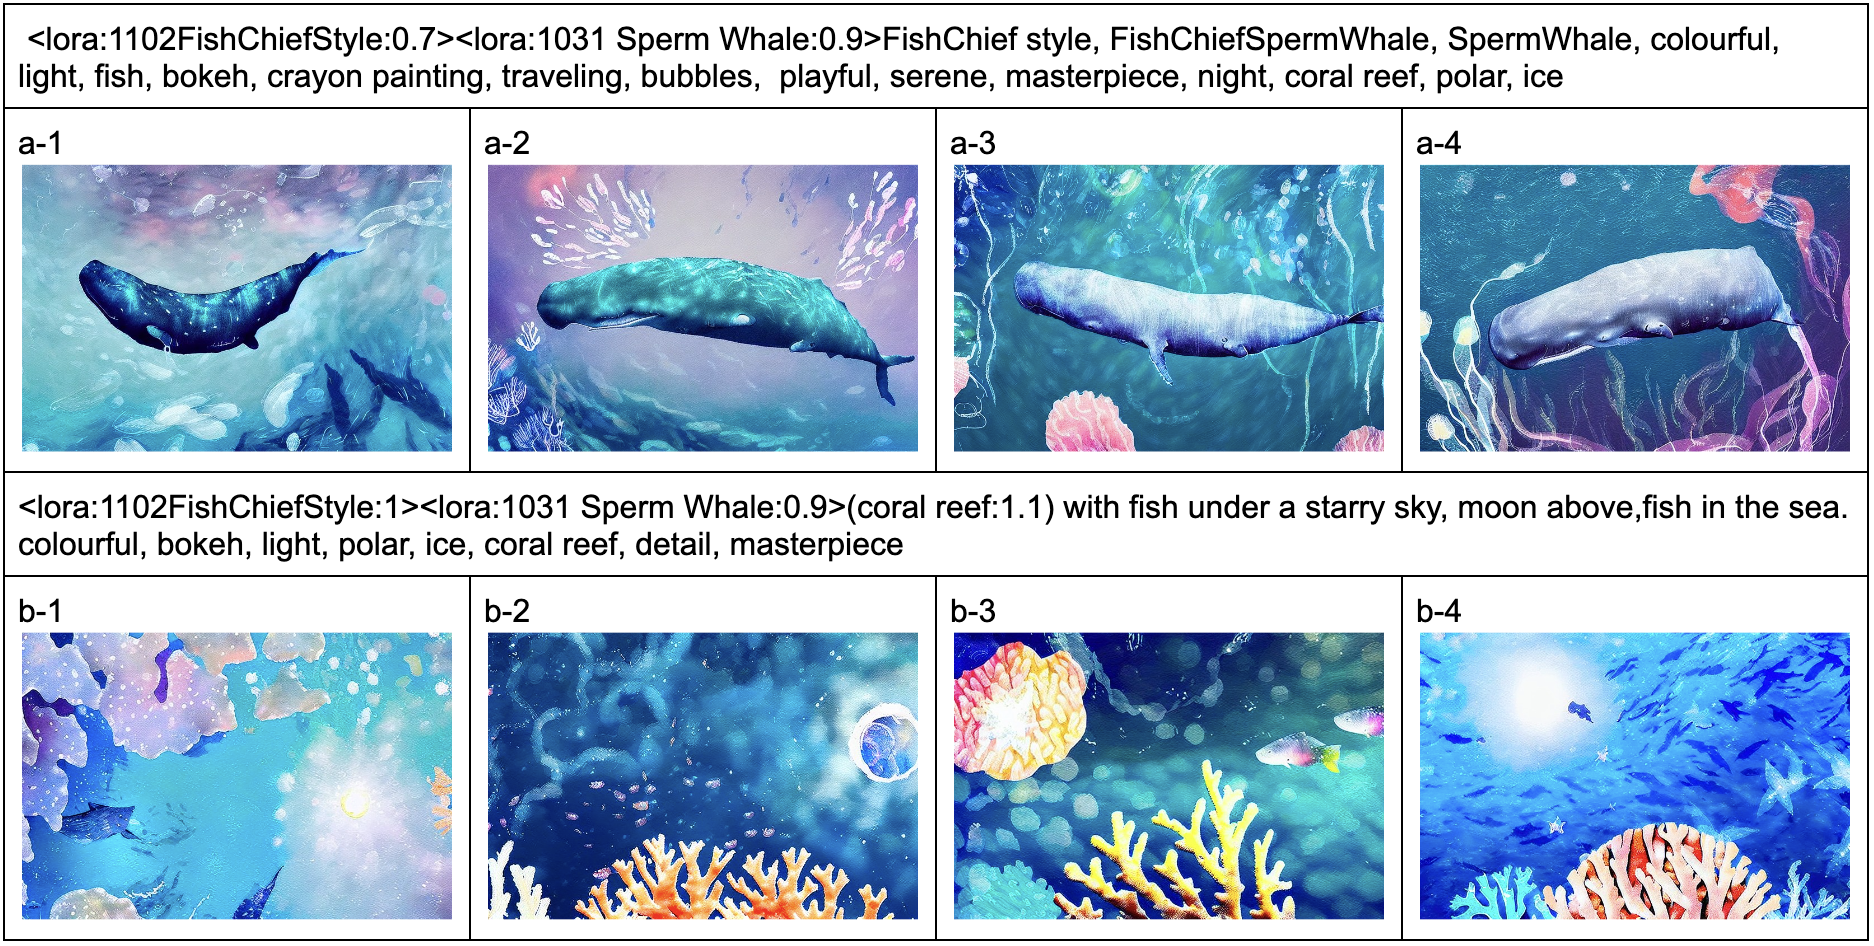 <lora:1102FishChiefStyle:0.7><lora:1031 Sperm Whale:0.9>FishChief style, FishChiefSpermWhale, SpermWhale, colourful,
light, fish, bokeh, crayon painting, traveling, bubbles,  playful, serene, masterpiece, night, coral reef, polar, ice
a-1
a-2
a-3
a-4
<lora:1102FishChiefStyle:1><lora:1031 Sperm Whale:0.9>(coral reef:1.1) with fish under a starry sky, moon above,fish in the sea.
colourful, bokeh, light, polar, ice, coral reef, detail, masterpiece
b-1
b-2
b-3
b-4